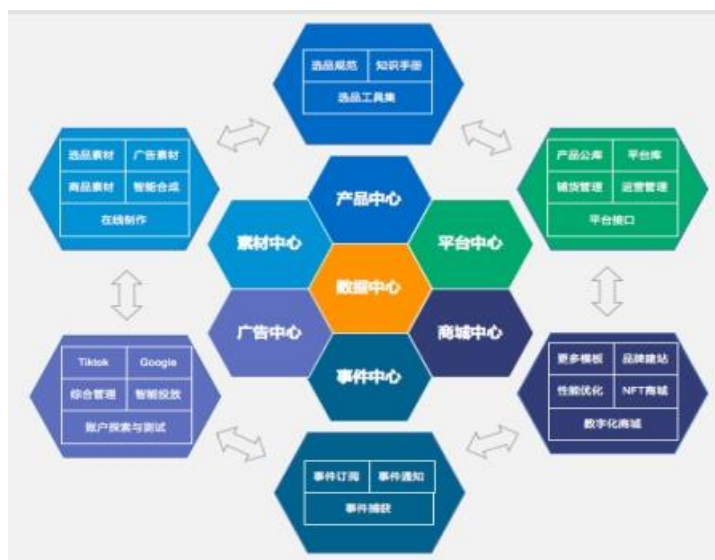 选品规范 知识手册
选品工具集
选品素材 广告素材
商品素材 智能合成
在线制作
产品公库 平台库
铺货管理 运营管理
平台接口
产品中心
素材中心
平台中心
数据中心
广告中心
商城中心
事件中心
Tiktok Google
综合管理 智能投放
账户探索与测试
更多模板 品牌建站
性能优化 NFT商城
数字化商城
事件订阅 事件通知
事件捕获